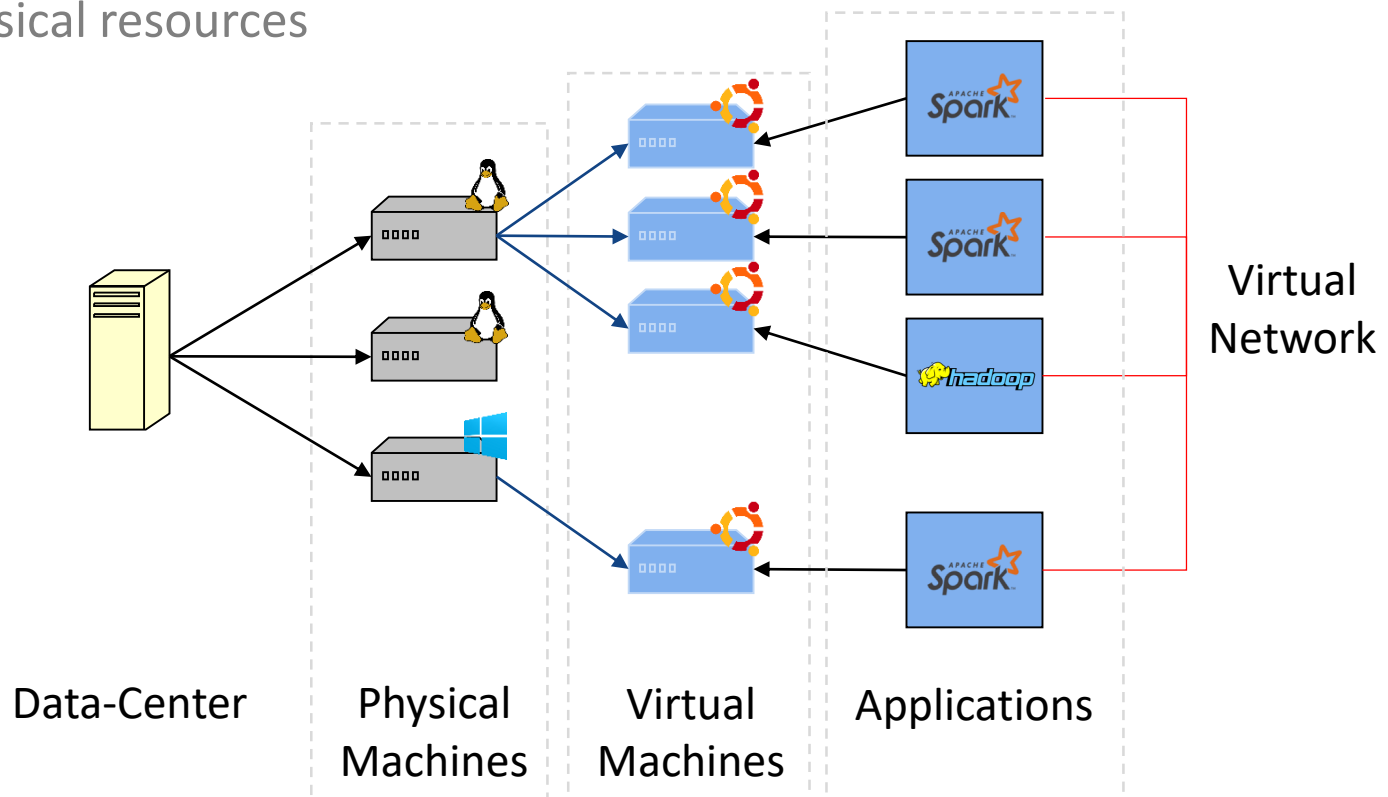 sical resources
APACHE
Spark
APACHE
Spark
Virtual
Network
hadoop
APACHE
Spark
Data-Center
Physical
Machines
Virtual
Machines
Applications